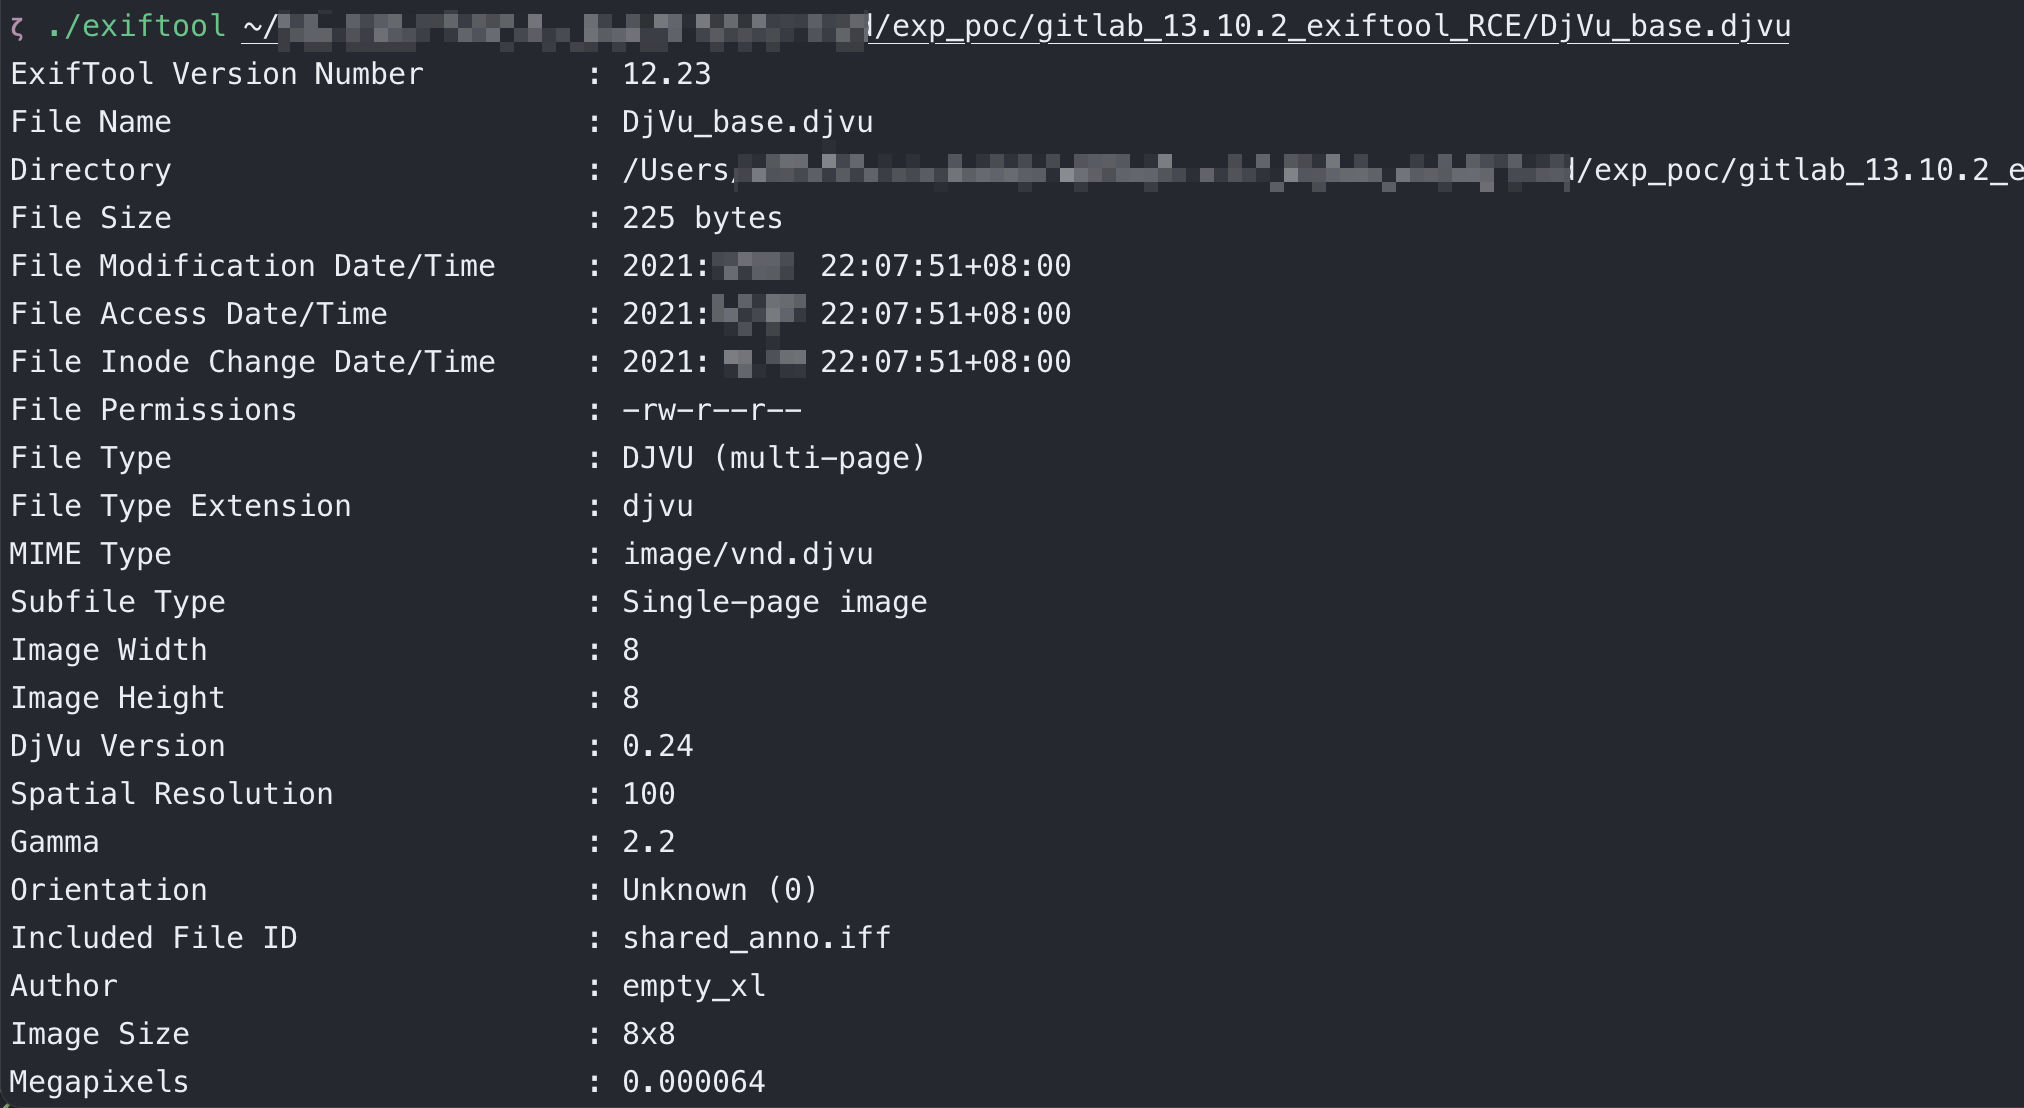 ζ ./exiftool ~/ /exp_poc/gitlab_13.10.2_exiftool_RCE/DjVu_base.djvu
ExifTool Version Number : 12.23
File Name : DjVu_base.djvu
Directory : /Users/ d/exp_poc/gitlab_13.10.2_e
File Size : 225 bytes
File Modification Date/Time : 2021: 22:07:51+08:00
File Access Date/Time : 2021: 22:07:51+08:00
File Inode Change Date/Time : 2021: 22:07:51+08:00
File Permissions : -rw-r--r--
File Type : DJVU (multi-page)
File Type Extension : djvu
MIME Type : image/vnd.djvu
Subfile Type : Single-page image
Image Width : 8
Image Height : 8
DjVu Version : 0.24
Spatial Resolution : 100
Gamma : 2.2
Orientation : Unknown (0)
Included File ID : shared_anno.iff
Author : empty_xl
Image Size : 8x8
Megapixels : 0.000064